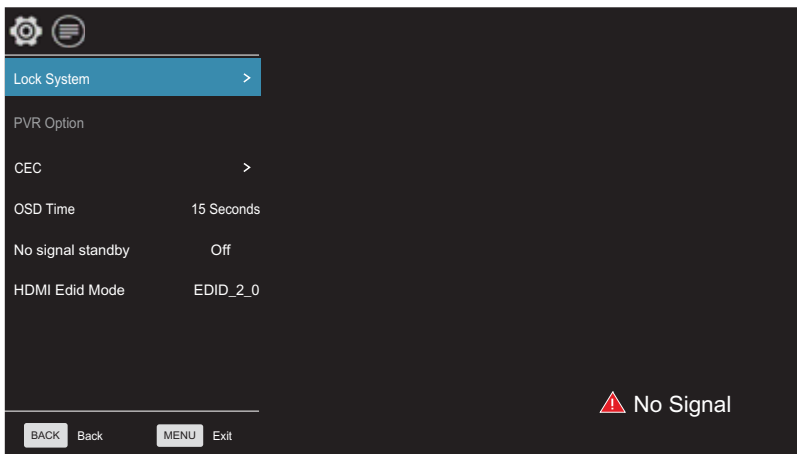 Lock System >
PVR Option
CEC >
OSD Time 15 Seconds
No signal standby Off
HDMI Edid Mode EDID_2_0
No Signal
BACK Back MENU Exit